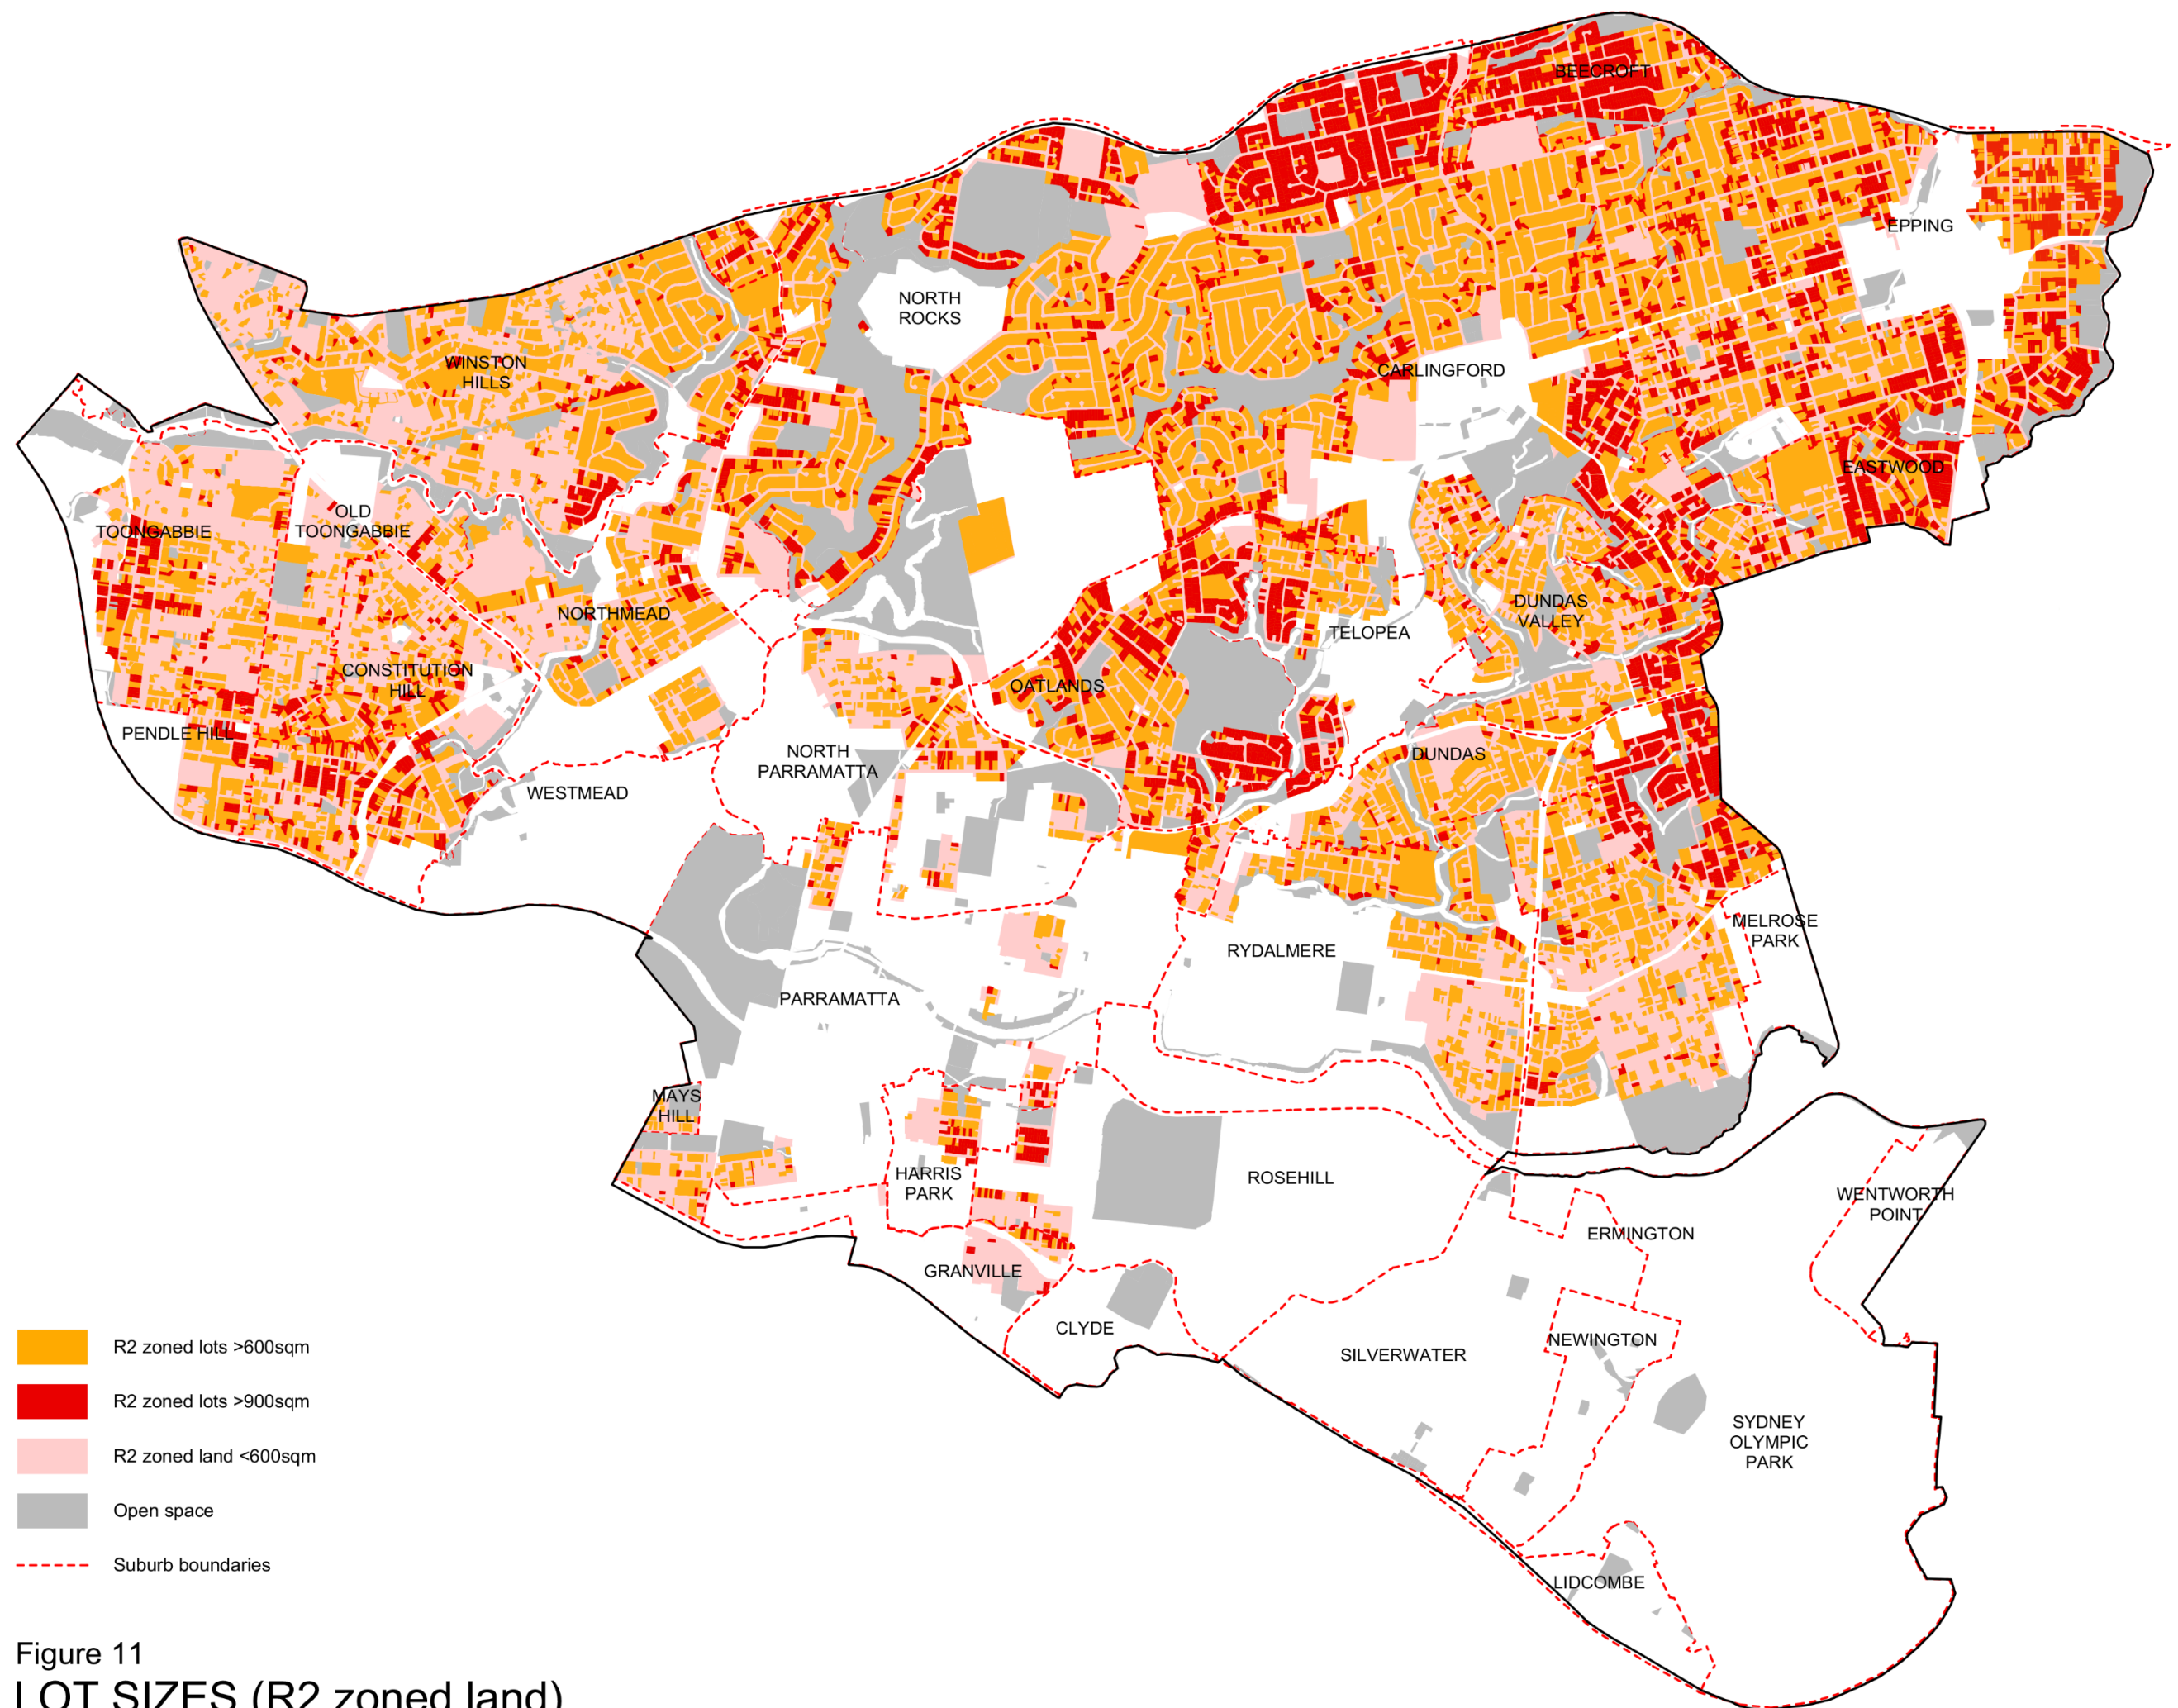 BEECROFT
EPPING
NORTH
ROCKS
WINSTON
HILLS
CARLINGFORD
EASTWOOD
TOONGABBIE
OLD
TOONGABBIE
NORTHMEAD
DUNDAS
VALLEY
TELOPEA
CONSTITUTION
HILL
OATLANDS
PENDLE HILL
NORTH
PARRAMATTA
DUNDAS
WESTMEAD
MELROSE
PARK
RYDALMERE
PARRAMATTA
MAYS
HILL
HARRIS
PARK
ROSEHILL
WENTWORTH
POINT
ERMINGTON
GRANVILLE
CLYDE
NEWINGTON
SILVERWATER
SYDNEY
OLYMPIC
PARK
LIDCOMBE
R2 zoned lots >600sqm
R2 zoned lots >900sqm
R2 zoned land <600sqm
Open space
Suburb boundaries
Figure 11
LOT SIZES (R2 zoned land)